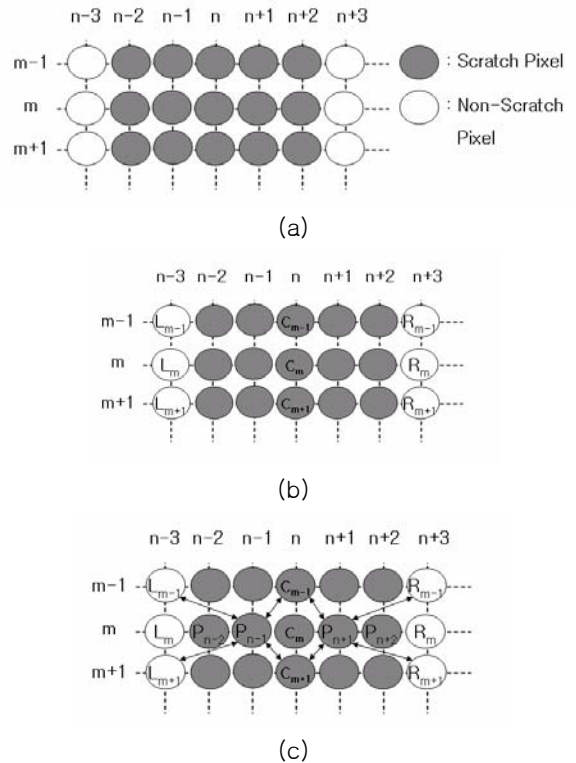 n-3 n-2 n-1 n n+1 n+2 n+3
m-1
: Scratch Pixel
m
: Non-Scratch
Pixel
m+1
(a)
n-3 n-2 n-1 n n+1 n+2 n+3
m-1 Lm-1 Cm-1 Rm-1
m Lm Cm Rm
m+1 Lm+1 Cm+1 Rm+1
(b)
n-3 n-2 n-1 n n+1 n+2 n+3
m-1 Lm-1 Cm-1 Rm-1
m Lm Pn-2 Pn-1 Cm Pn+1 Pn+2 Rm
m+1 Lm+1 Cm+1 Rm+1
(c)